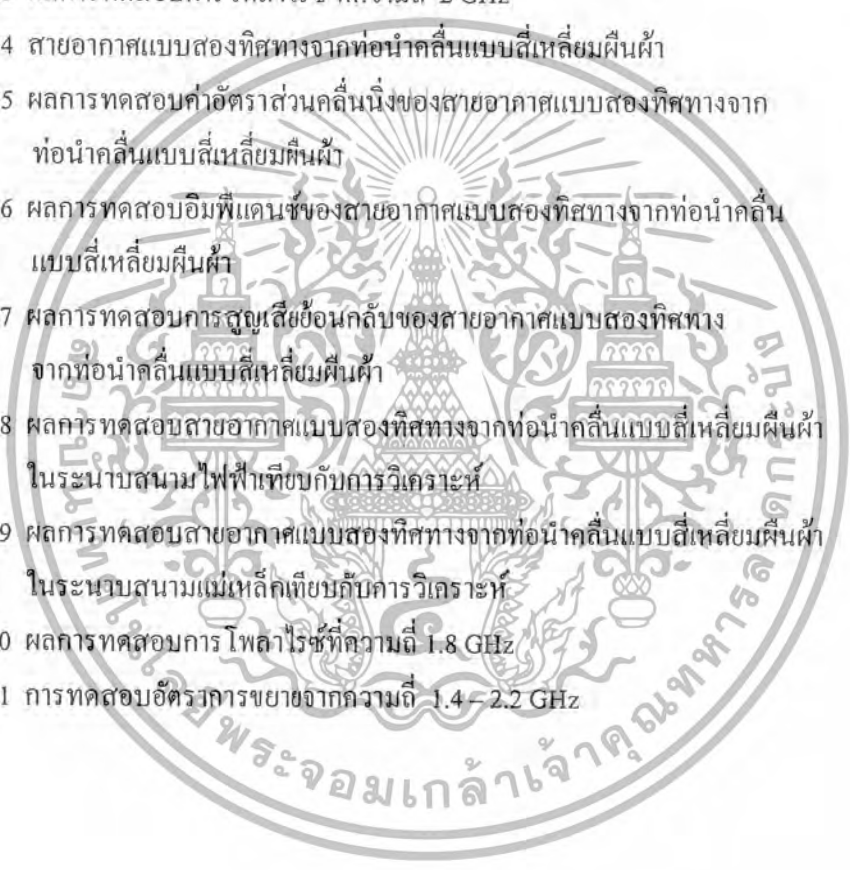 4 สายอากาศแบบสองทิศทางจากท่อนำคลื่นแบบสี่เหลี่ยมผืนผ้า
5 ผลการทดสอบค่าอัตราส่วนคลื่นนิ่งของสายอากาศแบบสองทิศทางจาก
ท่อนำคลื่นแบบสี่เหลี่ยมผืนผ้า
6 ผลการทดสอบอิมพีแดนซ์ของสายอากาศแบบสองทิศทางจากท่อนำคลื่น
แบบสี่เหลี่ยมผืนผ้า
7 ผลการทดสอบการสูญเสียย้อนกลับของสายอากาศแบบสองทิศทาง
จากท่อนำคลื่นแบบสี่เหลี่ยมผืนผ้า
8 ผลการทดสอบสายอากาศแบบสองทิศทางจากท่อนำคลื่นแบบสี่เหลี่ยมผืนผ้า
ในระนาบสนามไฟฟ้าเทียบกับการวิเคราะห์
9 ผลการทดสอบสายอากาศแบบสองทิศทางจากท่อนำคลื่นแบบสี่เหลี่ยมผืนผ้า
ในระนาบสนามแม่เหล็กเทียบกับการวิเคราะห์
0 ผลการทดสอบการโพลาไรซ์ที่ความถี่ 1.8 GHz
1 การทดสอบอัตราการขยายจากความถี่ 1.4 – 2.2 GHz
สถาบันเทคโนโลยีพระจอมเกล้าเจ้าคุณทหารลาดกระบัง